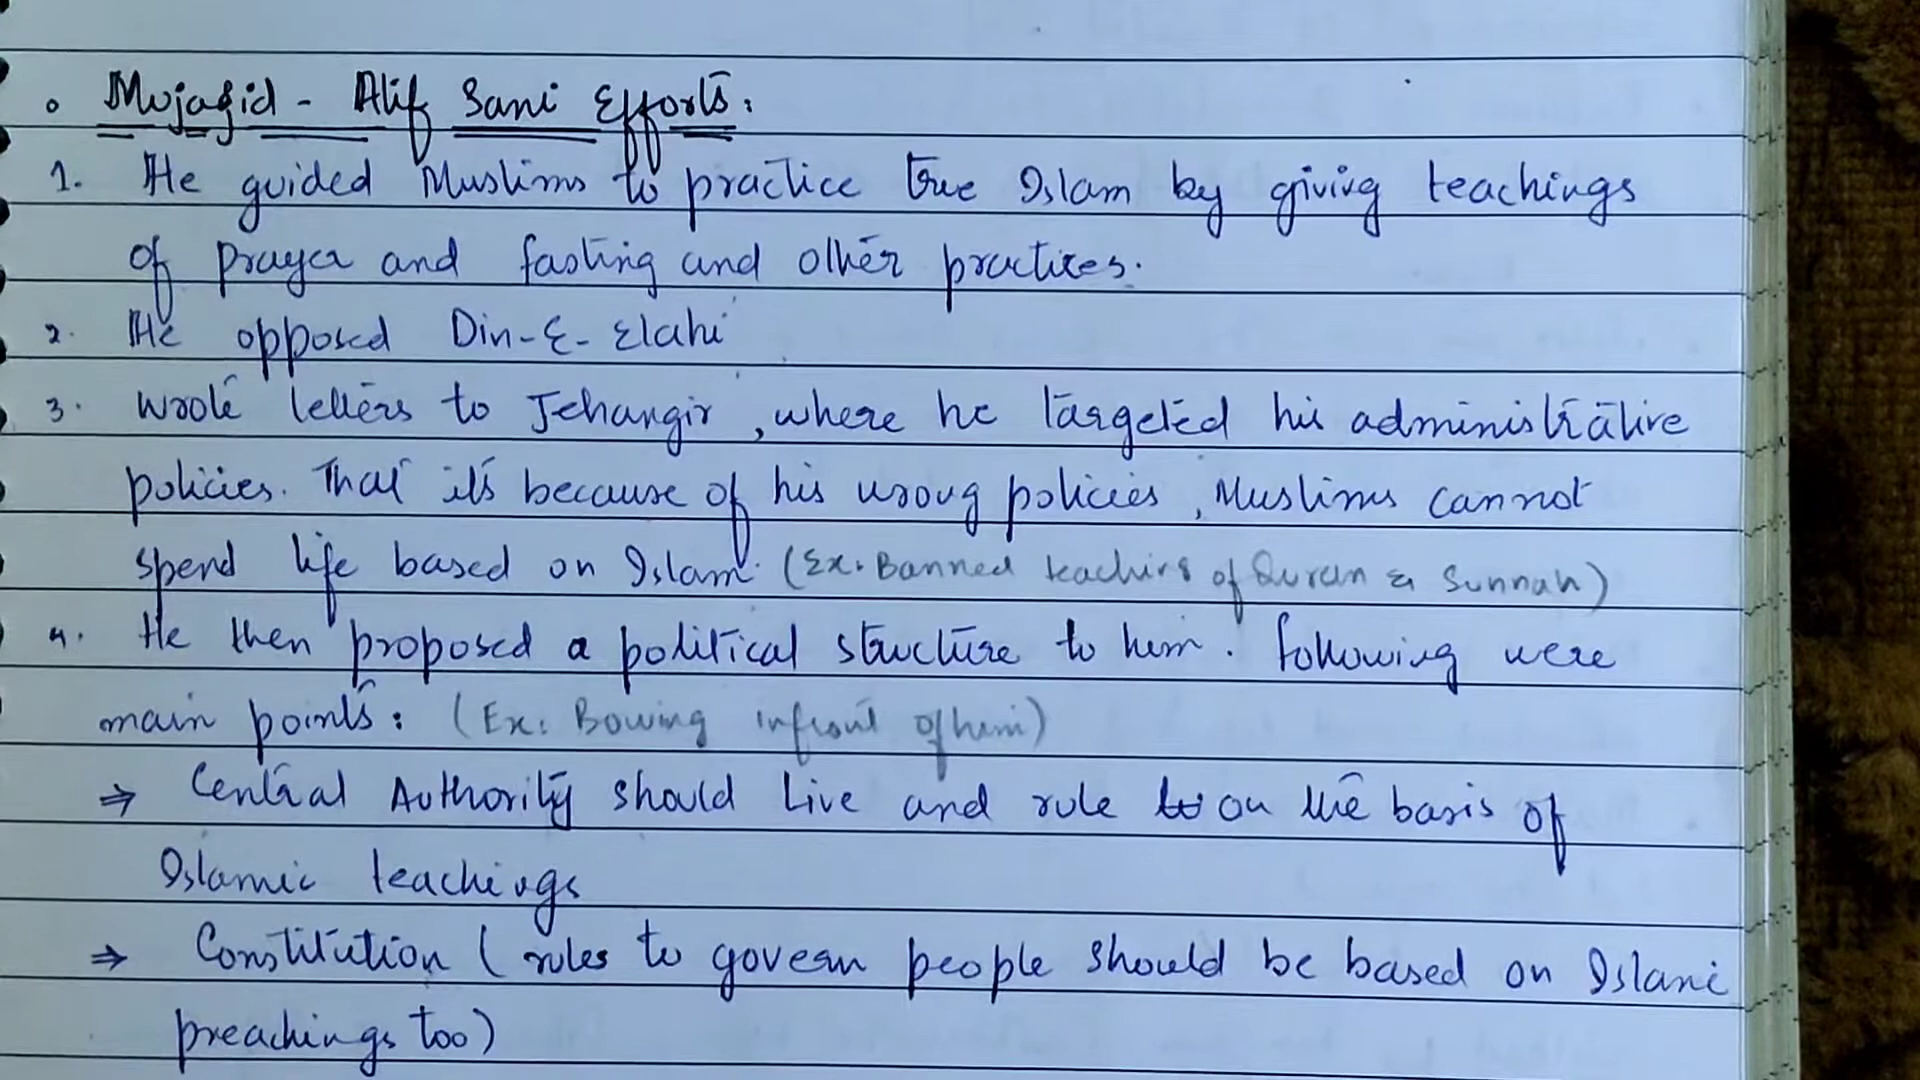 Mujadid - Alif Sani Efforts:
1. He guided Muslims to practice true Islam by giving teachings
of prayer and fasting and other practices.
2. He opposed Din-E-Elahi
3. Wrote letters to Jehangir, where he targeted his administrative
policies. That it's because of his wrong policies, Muslims cannot
spend life based on Islam. (Ex. Banned teachins of Quran & Sunnah)
4. He then proposed a political structure to him. Following were
main points: (Ex. Bowing infront of him)
⇒ Central Authority should live and rule on the basis of
Islamic teachings
⇒ Constitution (rules to govern people should be based on Islamic
preachings too)